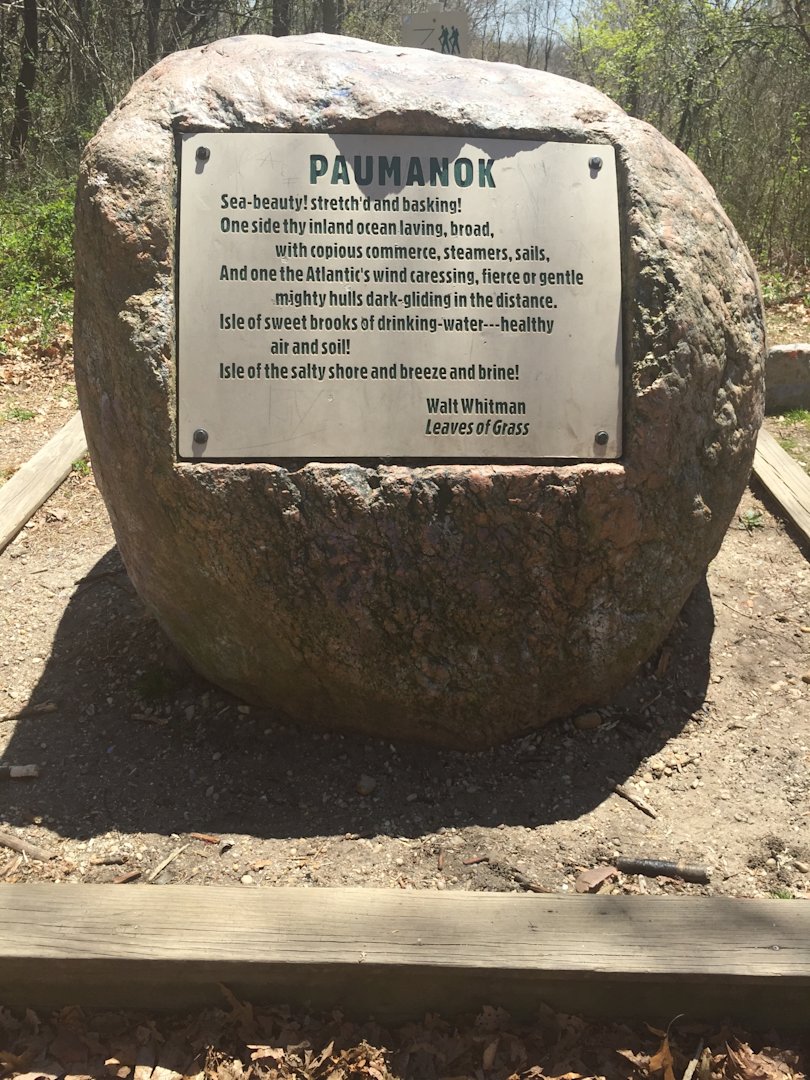 PAUMANOK
Sea-beauty! stretch'd and basking!
One side thy inland ocean laving, broad,
with copious commerce, steamers, sails,
And one the Atlantic's wind caressing, fierce or gentle
mighty hulls dark-gliding in the distance.
Isle of sweet brooks of drinking-water---healthy
air and soil!
Isle of the salty shore and breeze and brine!
Walt Whitman
Leaves of Grass